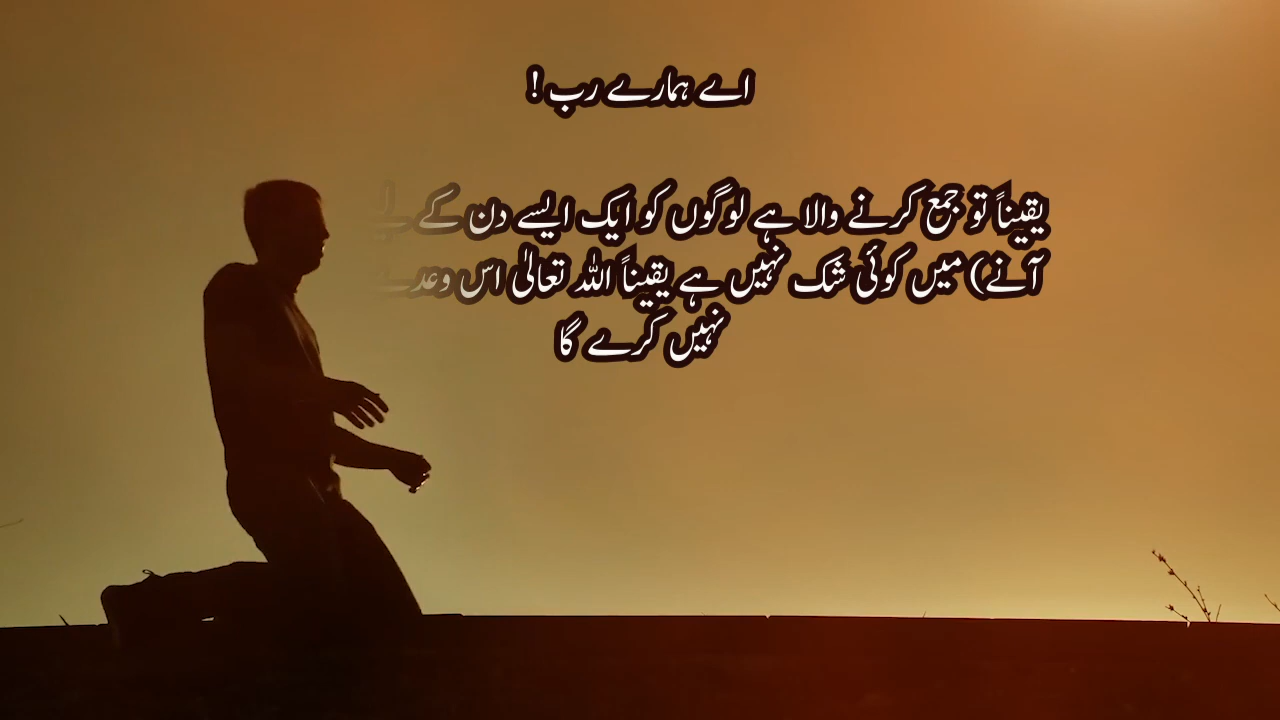 اے ہمارے رب !
یقیناً تو جمع کرنے والا ہے لوگوں کو ایک ایسے دن کے
آنے) میں کوئی شک نہیں ہے یقیناً اللہ تعالیٰ اس
نہیں کرے گا